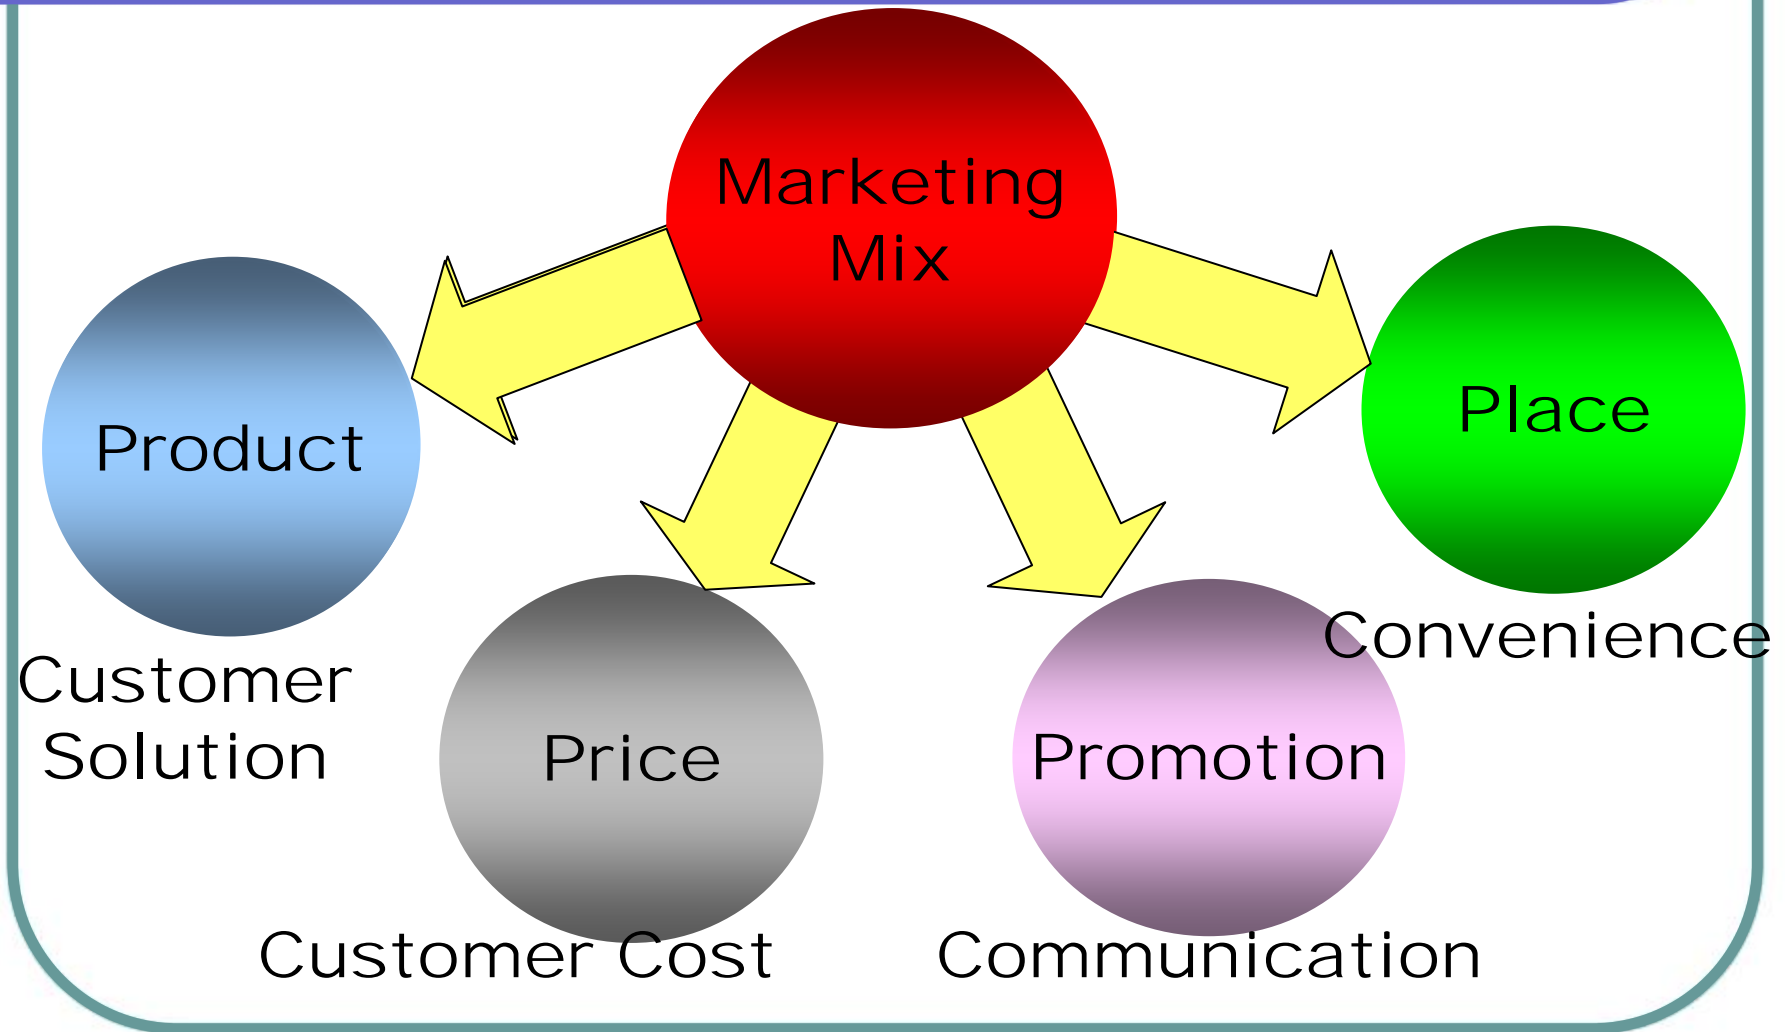 Marketing
Mix
Product
Customer
Solution
Price
Customer Cost
Promotion
Communication
Place
Convenience